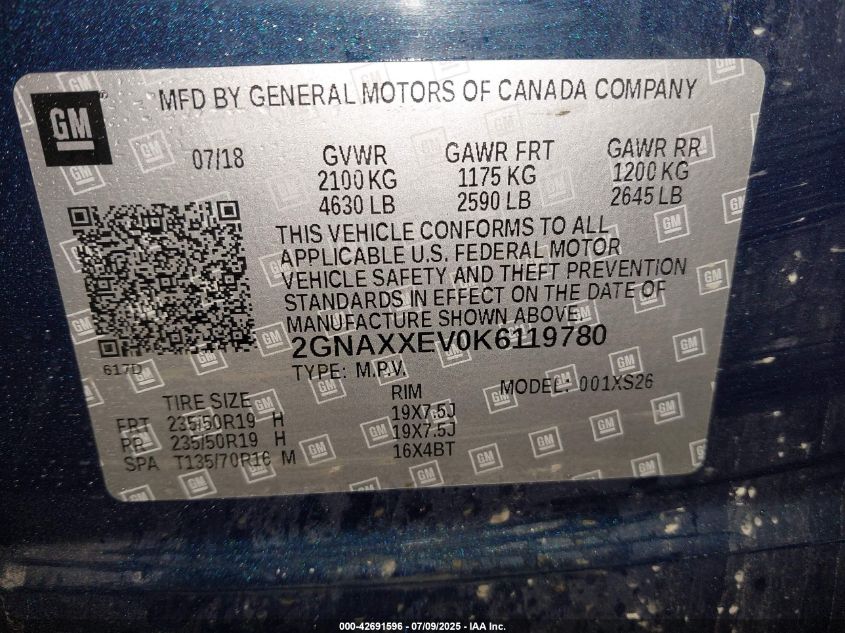 GM
MFD BY GENERAL MOTORS OF CANADA COMPANY
07/18 GVWR GAWR FRT GAWR RR
2100 KG 1175 KG 1200 KG
4630 LB 2590 LB 2645 LB
THIS VEHICLE CONFORMS TO ALL
APPLICABLE U.S. FEDERAL MOTOR
VEHICLE SAFETY AND THEFT PREVENTION
STANDARDS IN EFFECT ON THE DATE OF
MANUFACTURE SHOWN ABOVE.
2GNAXXEV0K6119780
617D
TYPE: M.P.V. MODEL: 001XS26
TIRE SIZE RIM
FRT 235/50R19 H 19X7.5J
RR 235/50R19 H 19X7.5J
SPA T135/70R16 M 16X4BT
000-42691596 - 07/09/2025 - IAA Inc.